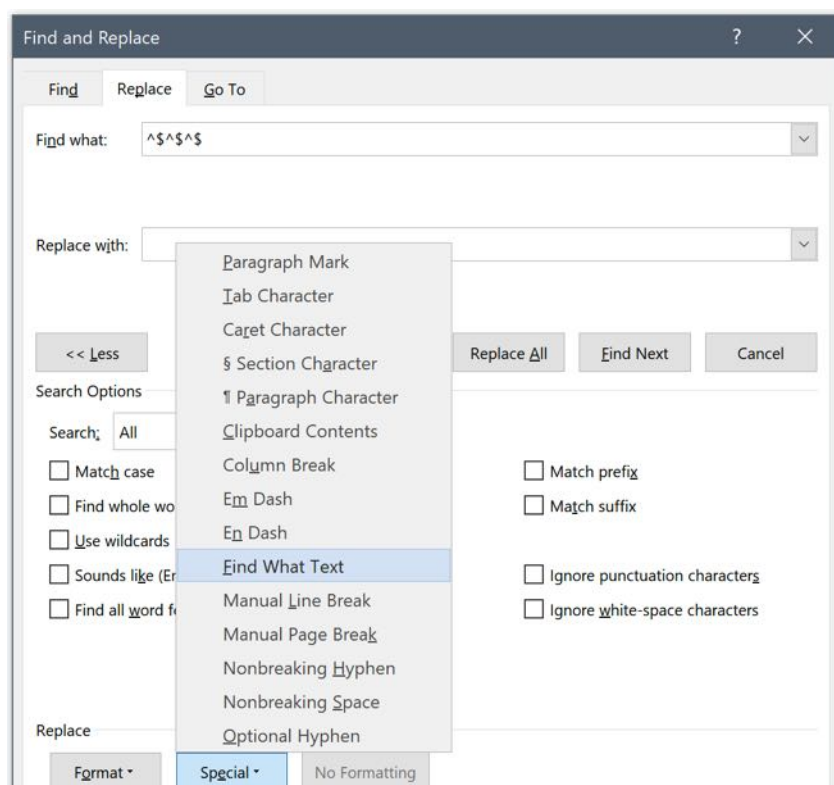 Find and Replace ?
Find Replace Go To
Find what: ^$^$^$
Replace with:
Paragraph Mark
Tab Character
Caret Character
§ Section Character
¶ Paragraph Character
Clipboard Contents
Column Break
Em Dash
En Dash
Find What Text
Manual Line Break
Manual Page Break
Nonbreaking Hyphen
Nonbreaking Space
Optional Hyphen
<< Less Replace All Find Next Cancel
Search Options
Search: All
Match case Match prefix
Find whole wo Match suffix
Use wildcards
Sounds like (Er Ignore punctuation characters
Find all word fo Ignore white-space characters
Replace
Format Special No Formatting